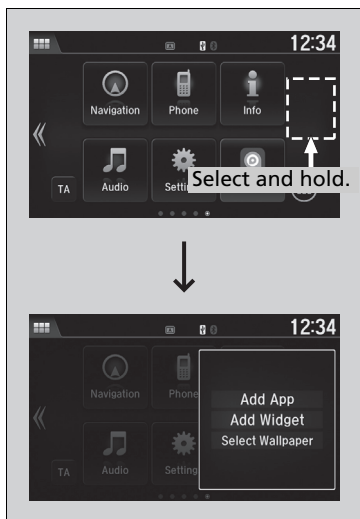 12:34
Navigation
Phone
Info
TA
Audio
Settin
Select and hold.
12:34
Navigation
Phone
Add App
Add Widget
Select Wallpaper
TA
Audio
Setting